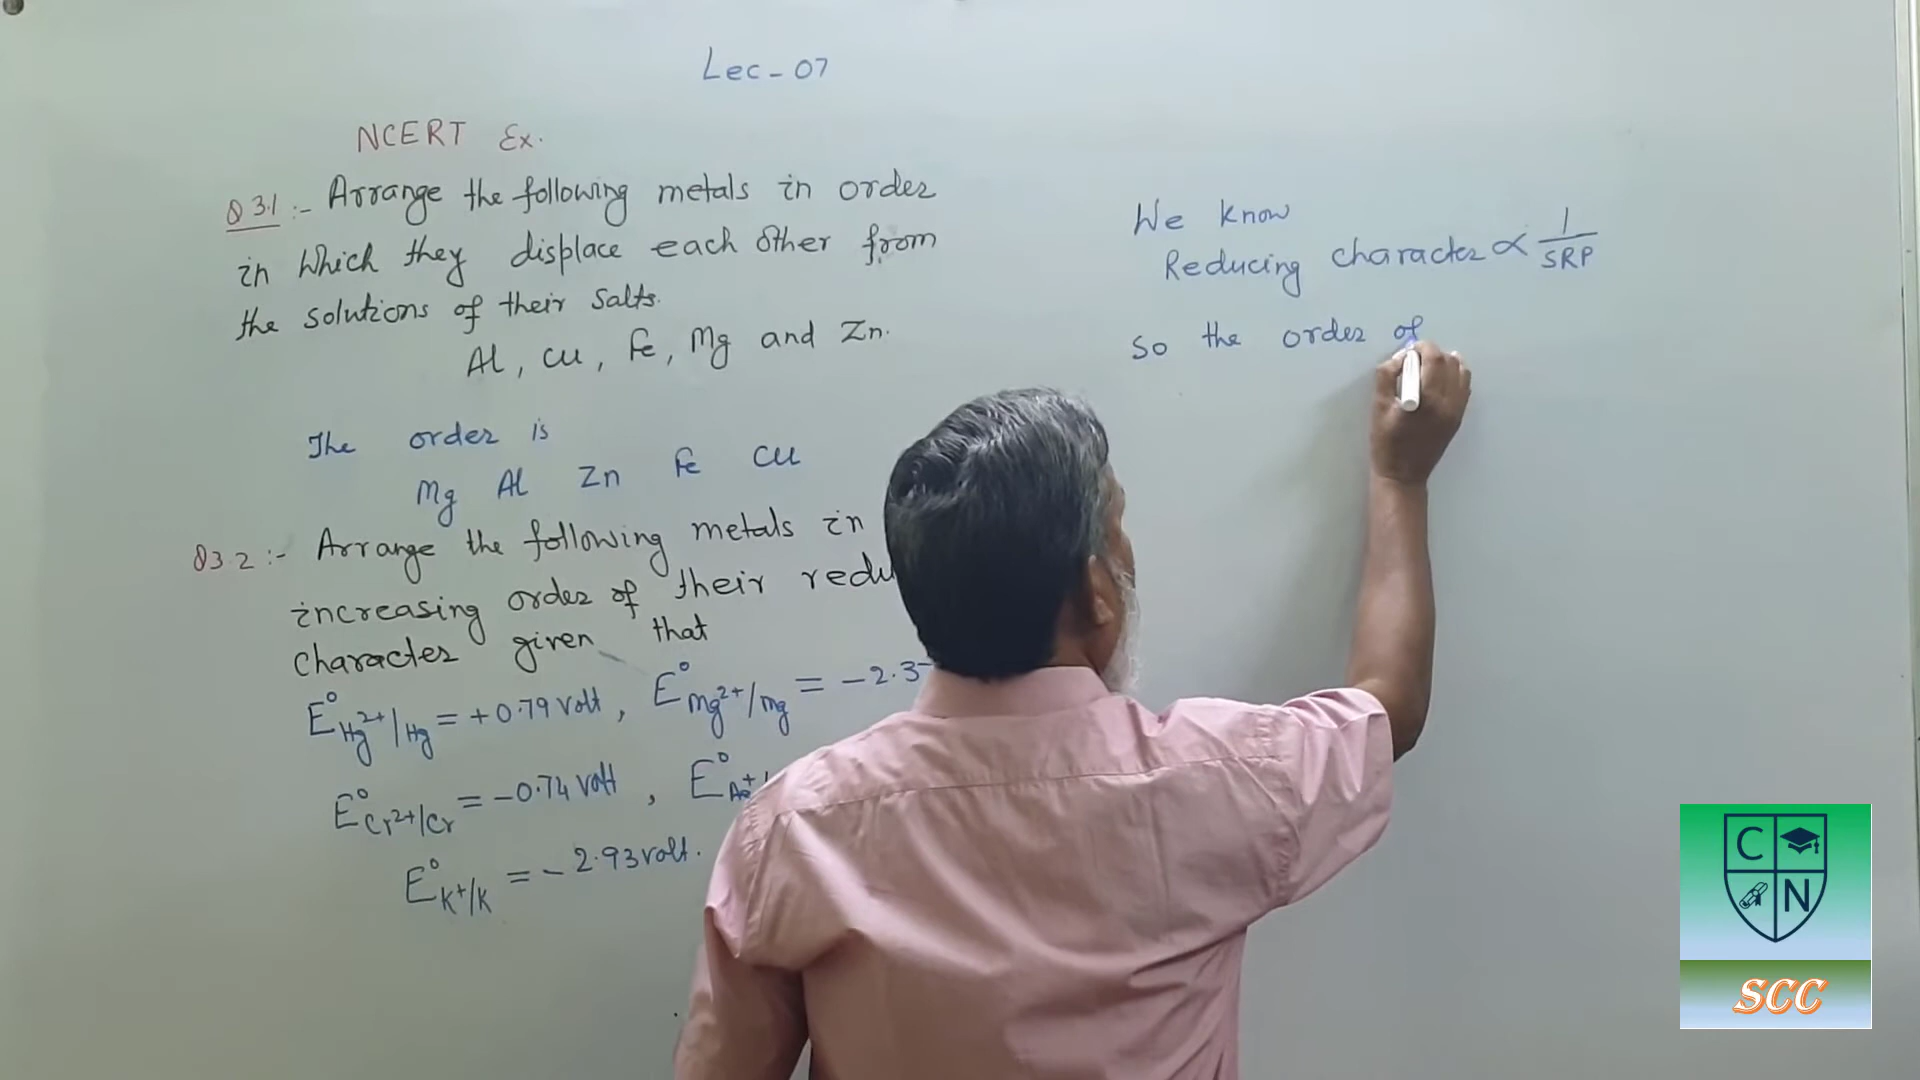 Lec - 07
NCERT Ex.
Q 3.1 :- Arrange the following metals in order
in which they displace each other from
the solutions of their salts.
Al, Cu, Fe, Mg and Zn.
The order is
Mg Al Zn Fe Cu
Q3.2 :- Arrange the following metals in
increasing order of their redu
character given that
E°Hg²⁺/Hg = +0.79 volt, E°Mg²⁺/Mg = -2.3
E°Cr²⁺/Cr = -0.74 volt, E°
E°K⁺/K = -2.93 volt.
We know
Reducing character ∝ 1/SRP
So the order of
C
N
SCC